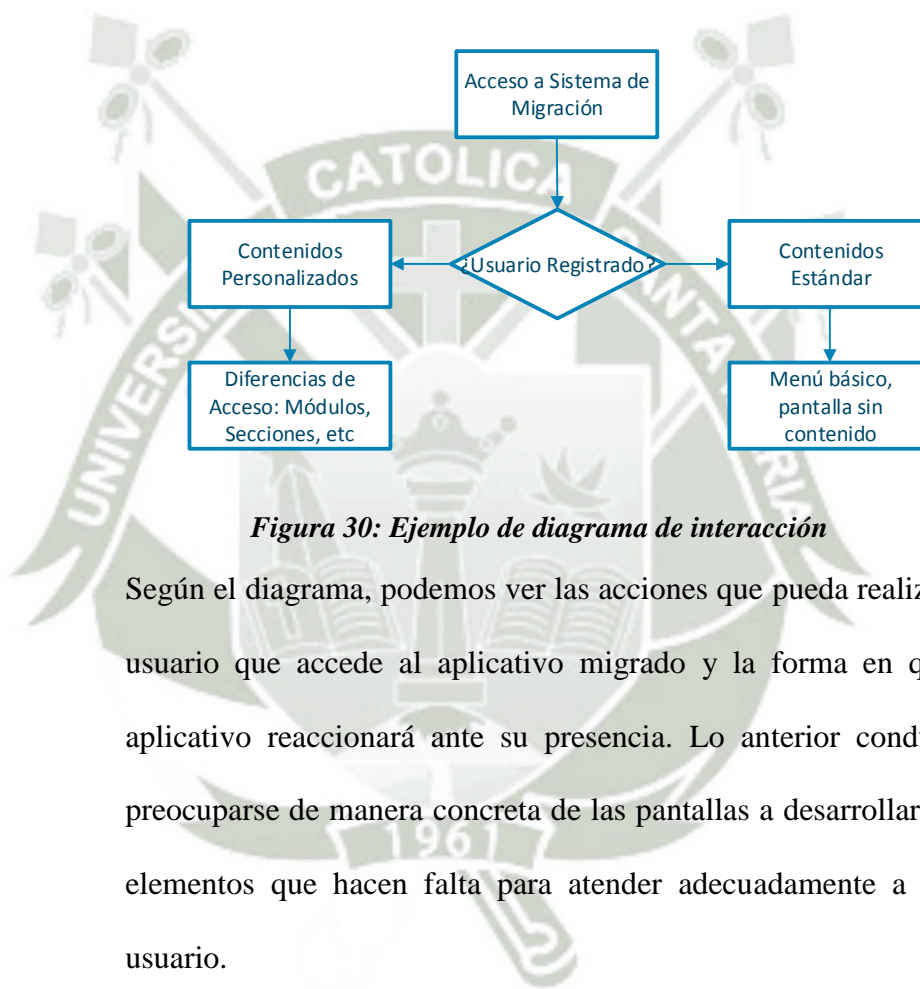 Acceso a Sistema de
Migración
¿Usuario Registrado?
Contenidos
Personalizados
Contenidos
Estándar
Diferencias de
Acceso: Módulos,
Secciones, etc
Menú básico,
pantalla sin
contenido
Figura 30: Ejemplo de diagrama de interacción
Según el diagrama, podemos ver las acciones que pueda
usuario que accede al aplicativo migrado y la forma en
aplicativo reaccionará ante su presencia. Lo anterior
preocuparse de manera concreta de las pantallas a desarrollar
elementos que hacen falta para atender adecuadamente a
usuario.
CATOLICA
1961